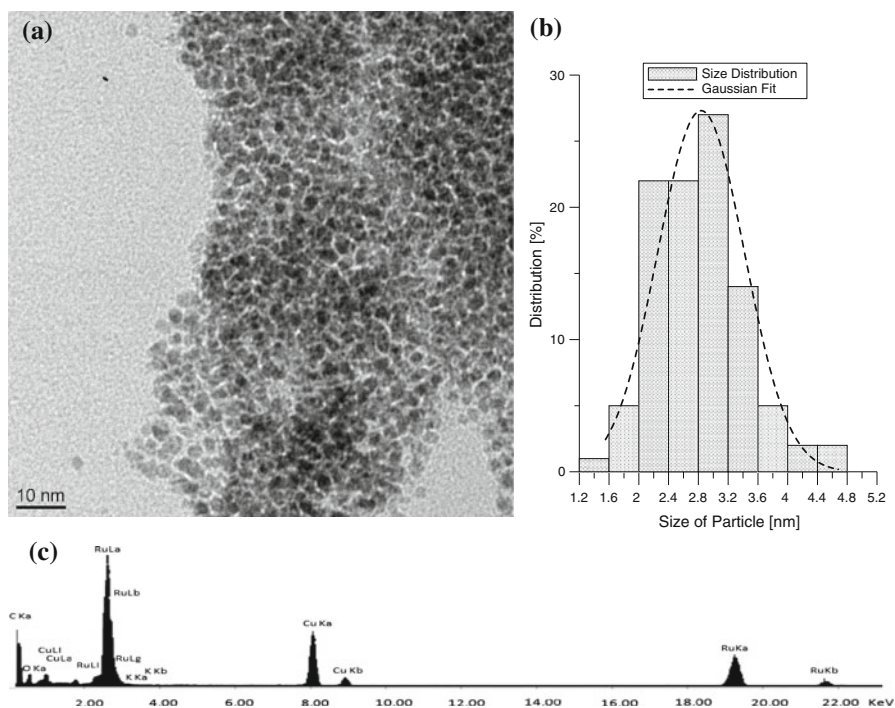 (a)
10 nm
(b)
Size Distribution
Gaussian Fit
30
20
10
0
Distribution [%]
1.2 1.6 2 2.4 2.8 3.2 3.6 4 4.4 4.8 5.2
Size of Particle [nm]
(c)
C Ka
O Ka
CuLl
CuLa
RuLl
RuLa
RuLb
RuLg
K Ka
K Kb
Cu Ka
Cu Kb
RuKa
RuKb
2.00 4.00 6.00 8.00 10.00 12.00 14.00 16.00 18.00 20.00 22.00 KeV